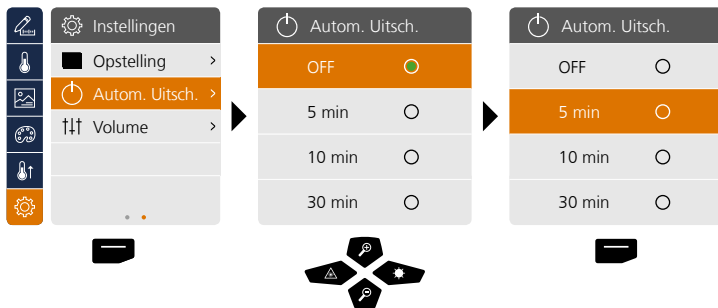 Instellingen
Opstelling
Autom. Uitsch.
Volume
Autom. Uitsch.
OFF
5 min
10 min
30 min
Autom. Uitsch.
OFF
5 min
10 min
30 min